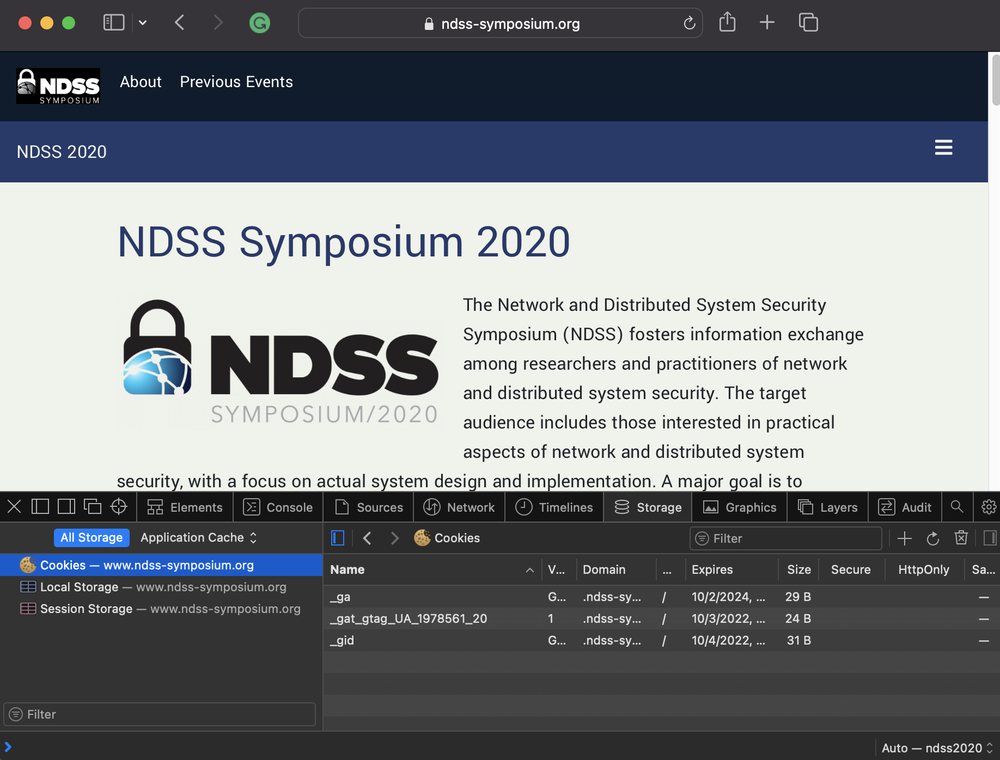 ndss-symposium.org
NDSS
SYMPOSIUM
About
Previous Events
NDSS 2020
NDSS Symposium 2020
NDSS
SYMPOSIUM/2020
The Network and Distributed System Security
Symposium (NDSS) fosters information exchange
among researchers and practitioners of network
and distributed system security. The target
audience includes those interested in practical
aspects of network and distributed system
security, with a focus on actual system design and implementation. A major goal is to
Elements Console Sources Network Timelines Storage Graphics Layers Audit
All Storage Application Cache
Cookies — www.ndss-symposium.org
Local Storage — www.ndss-symposium.org
Session Storage — www.ndss-symposium.org
Filter
Cookies
Filter
Name V... Domain ... Expires Size Secure HttpOnly Sa...
_ga G... .ndss-sy... / 10/2/2024, ... 29 B —
_gat_gtag_UA_1978561_20 1 .ndss-sy... / 10/3/2022, ... 24 B —
_gid G... .ndss-sy... / 10/4/2022, ... 31 B —
Auto — ndss2020